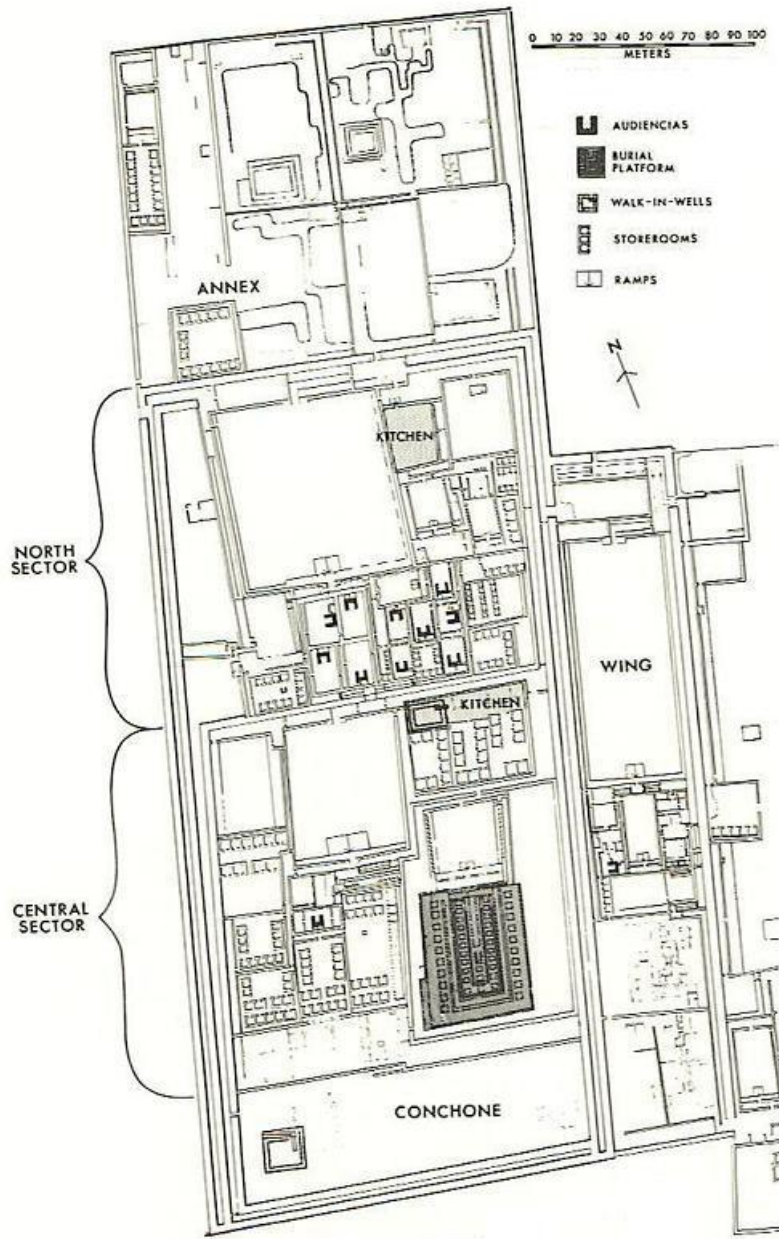 0 10 20 30 40 50 60 70 80 90 100
METERS
AUDIENCIAS
BURIAL
PLATFORM
WALK-IN-WELLS
STOREROOMS
RAMPS
N
ANNEX
KITCHEN
NORTH
SECTOR
WING
KITCHEN
CENTRAL
SECTOR
CONCHONE